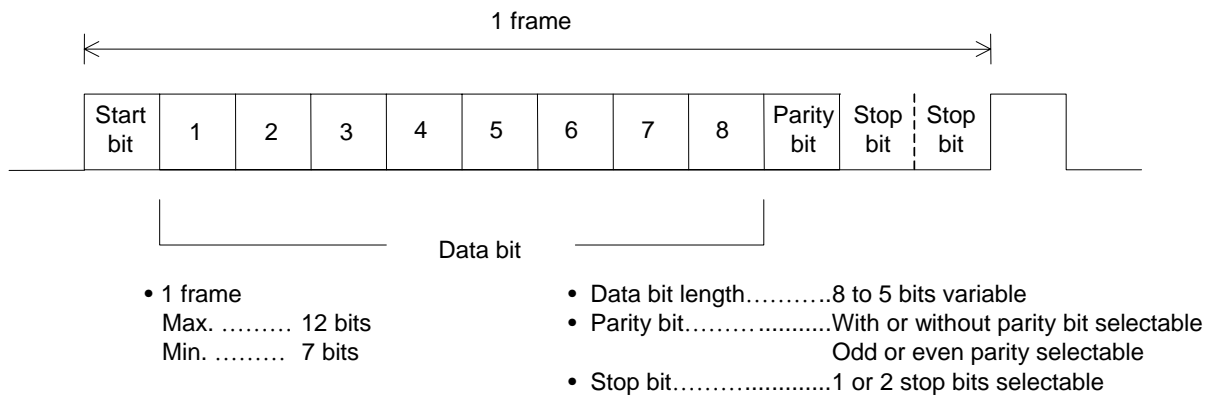 1 frame
Start bit 1 2 3 4 5 6 7 8 Parity bit Stop bit Stop bit
Data bit
• 1 frame
Max. ……… 12 bits
Min. ……… 7 bits
• Data bit length………..8 to 5 bits variable
• Parity bit………...........With or without parity bit selectable
Odd or even parity selectable
• Stop bit………..............1 or 2 stop bits selectable